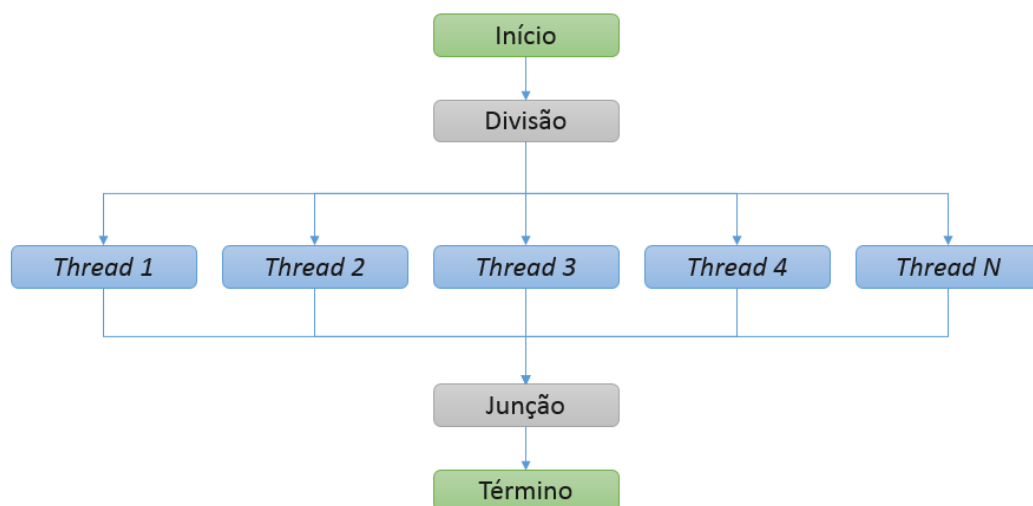 Início
Divisão
Thread 1
Thread 2
Thread 3
Thread 4
Thread N
Junção
Término